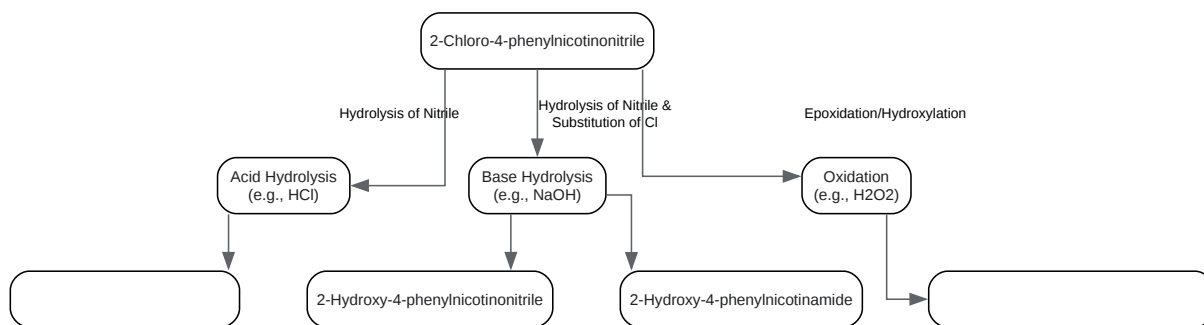 2-Chloro-4-phenylnicotinonitrile
Hydrolysis of Nitrile
Hydrolysis of Nitrile &
Substitution of Cl
Epoxidation/Hydroxylation
Acid Hydrolysis
(e.g., HCl)
Base Hydrolysis
(e.g., NaOH)
Oxidation
(e.g., H2O2)
2-Hydroxy-4-phenylnicotinonitrile
2-Hydroxy-4-phenylnicotinamide